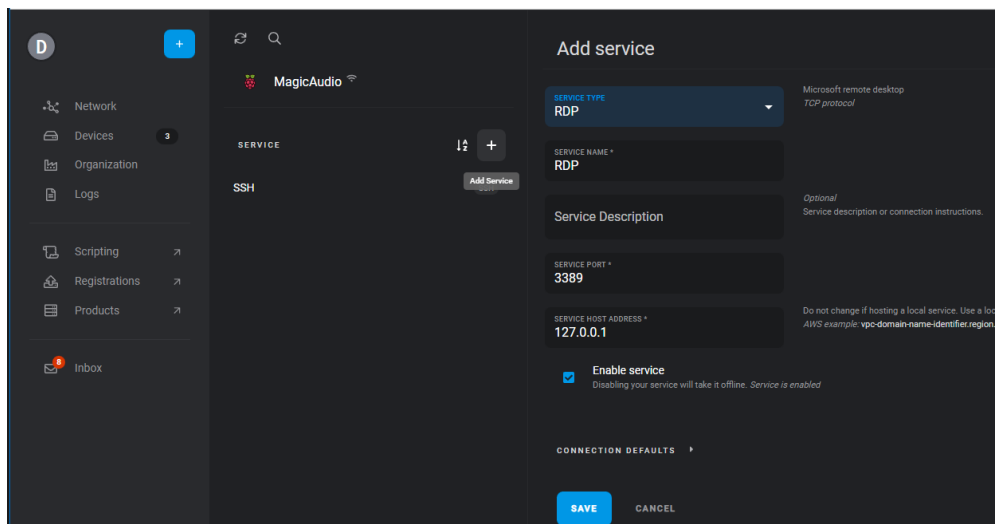 D
+
Network
Devices 3
Organization
Logs
Scripting
Registrations
Products
8
Inbox
MagicAudio
SERVICE
Add Service
SSH
Add service
SERVICE TYPE
RDP
Microsoft remote desktop
TCP protocol
SERVICE NAME *
RDP
Service Description
Optional
Service description or connection instructions.
SERVICE PORT *
3389
SERVICE HOST ADDRESS *
127.0.0.1
Do not change if hosting a local service. Use a loc
AWS example: vpc-domain-name-identifier.region.
Enable service
Disabling your service will take it offline. Service is enabled
CONNECTION DEFAULTS
SAVE CANCEL